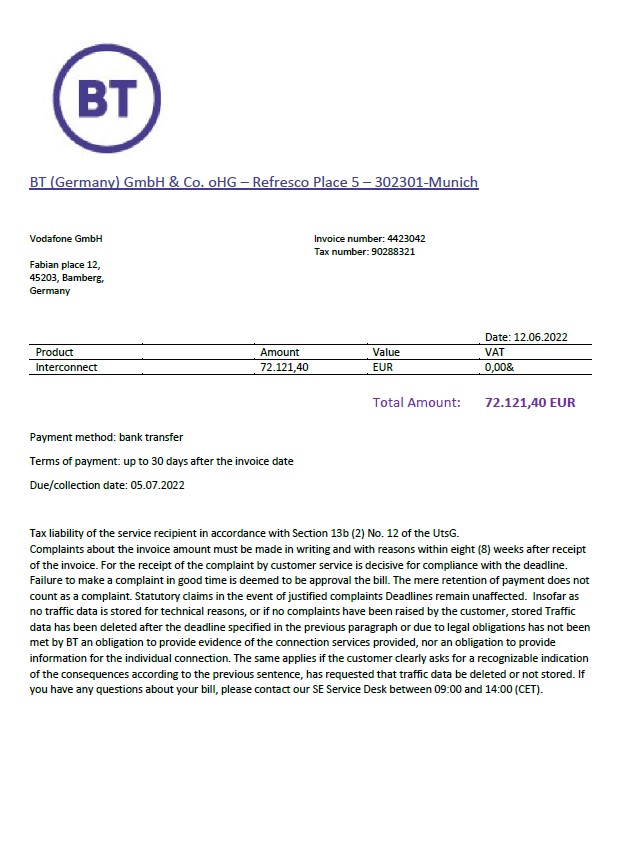 BT
BT (Germany) GmbH & Co. oHG – Refresco Place 5 – 302301-Munich
Vodafone GmbH
Fabian place 12,
45203, Bamberg,
Germany
Invoice number: 4423042
Tax number: 90288321
Date: 12.06.2022
Product Amount Value VAT
Interconnect 72.121,40 EUR 0,00&
Total Amount: 72.121,40 EUR
Payment method: bank transfer
Terms of payment: up to 30 days after the invoice date
Due/collection date: 05.07.2022
Tax liability of the service recipient in accordance with Section 13b (2) No. 12 of the UtsG.
Complaints about the invoice amount must be made in writing and with reasons within eight (8) weeks after receipt
of the invoice. For the receipt of the complaint by customer service is decisive for compliance with the deadline.
Failure to make a complaint in good time is deemed to be approval the bill. The mere retention of payment does not
count as a complaint. Statutory claims in the event of justified complaints Deadlines remain unaffected. Insofar as
no traffic data is stored for technical reasons, or if no complaints have been raised by the customer, stored Traffic
data has been deleted after the deadline specified in the previous paragraph or due to legal obligations has not been
met by BT an obligation to provide evidence of the connection services provided, nor an obligation to provide
information for the individual connection. The same applies if the customer clearly asks for a recognizable indication
of the consequences according to the previous sentence, has requested that traffic data be deleted or not stored. If
you have any questions about your bill, please contact our SE Service Desk between 09:00 and 14:00 (CET).